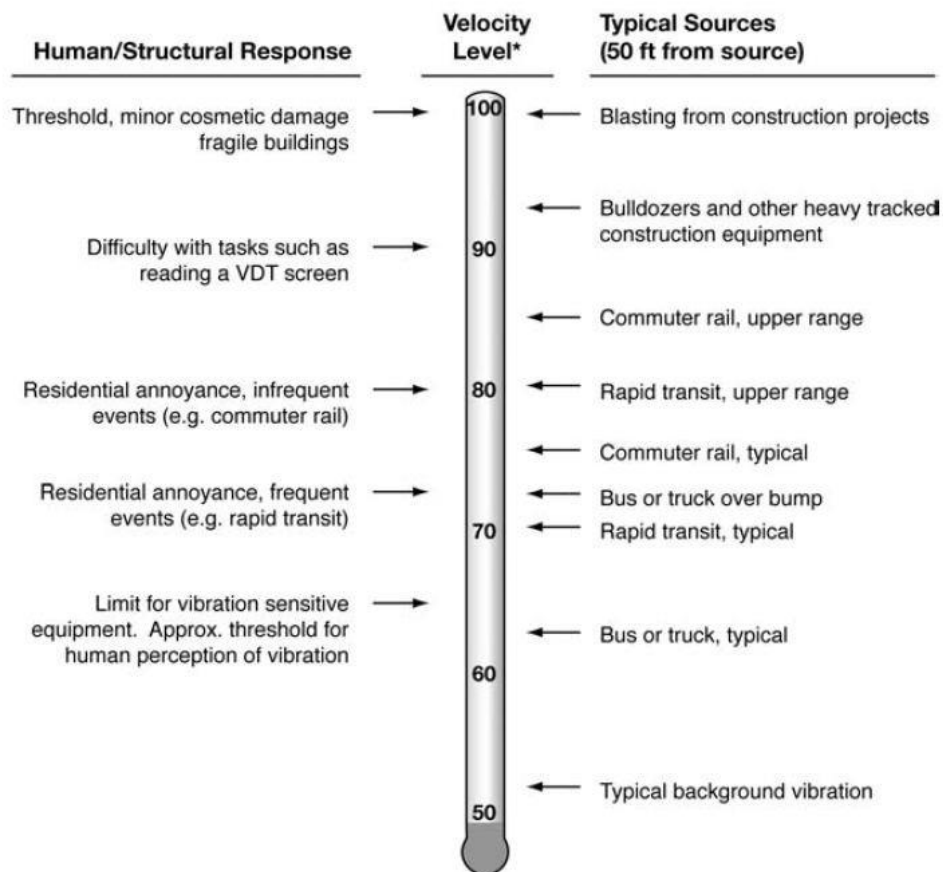 Human/Structural Response
Velocity
Level*
Typical Sources
(50 ft from source)
Threshold, minor cosmetic damage
fragile buildings
100
Blasting from construction projects
Bulldozers and other heavy tracked
construction equipment
Difficulty with tasks such as
reading a VDT screen
90
Commuter rail, upper range
Residential annoyance, infrequent
events (e.g. commuter rail)
80
Rapid transit, upper range
Commuter rail, typical
Residential annoyance, frequent
events (e.g. rapid transit)
Bus or truck over bump
70
Rapid transit, typical
Limit for vibration sensitive
equipment. Approx. threshold for
human perception of vibration
Bus or truck, typical
60
Typical background vibration
50